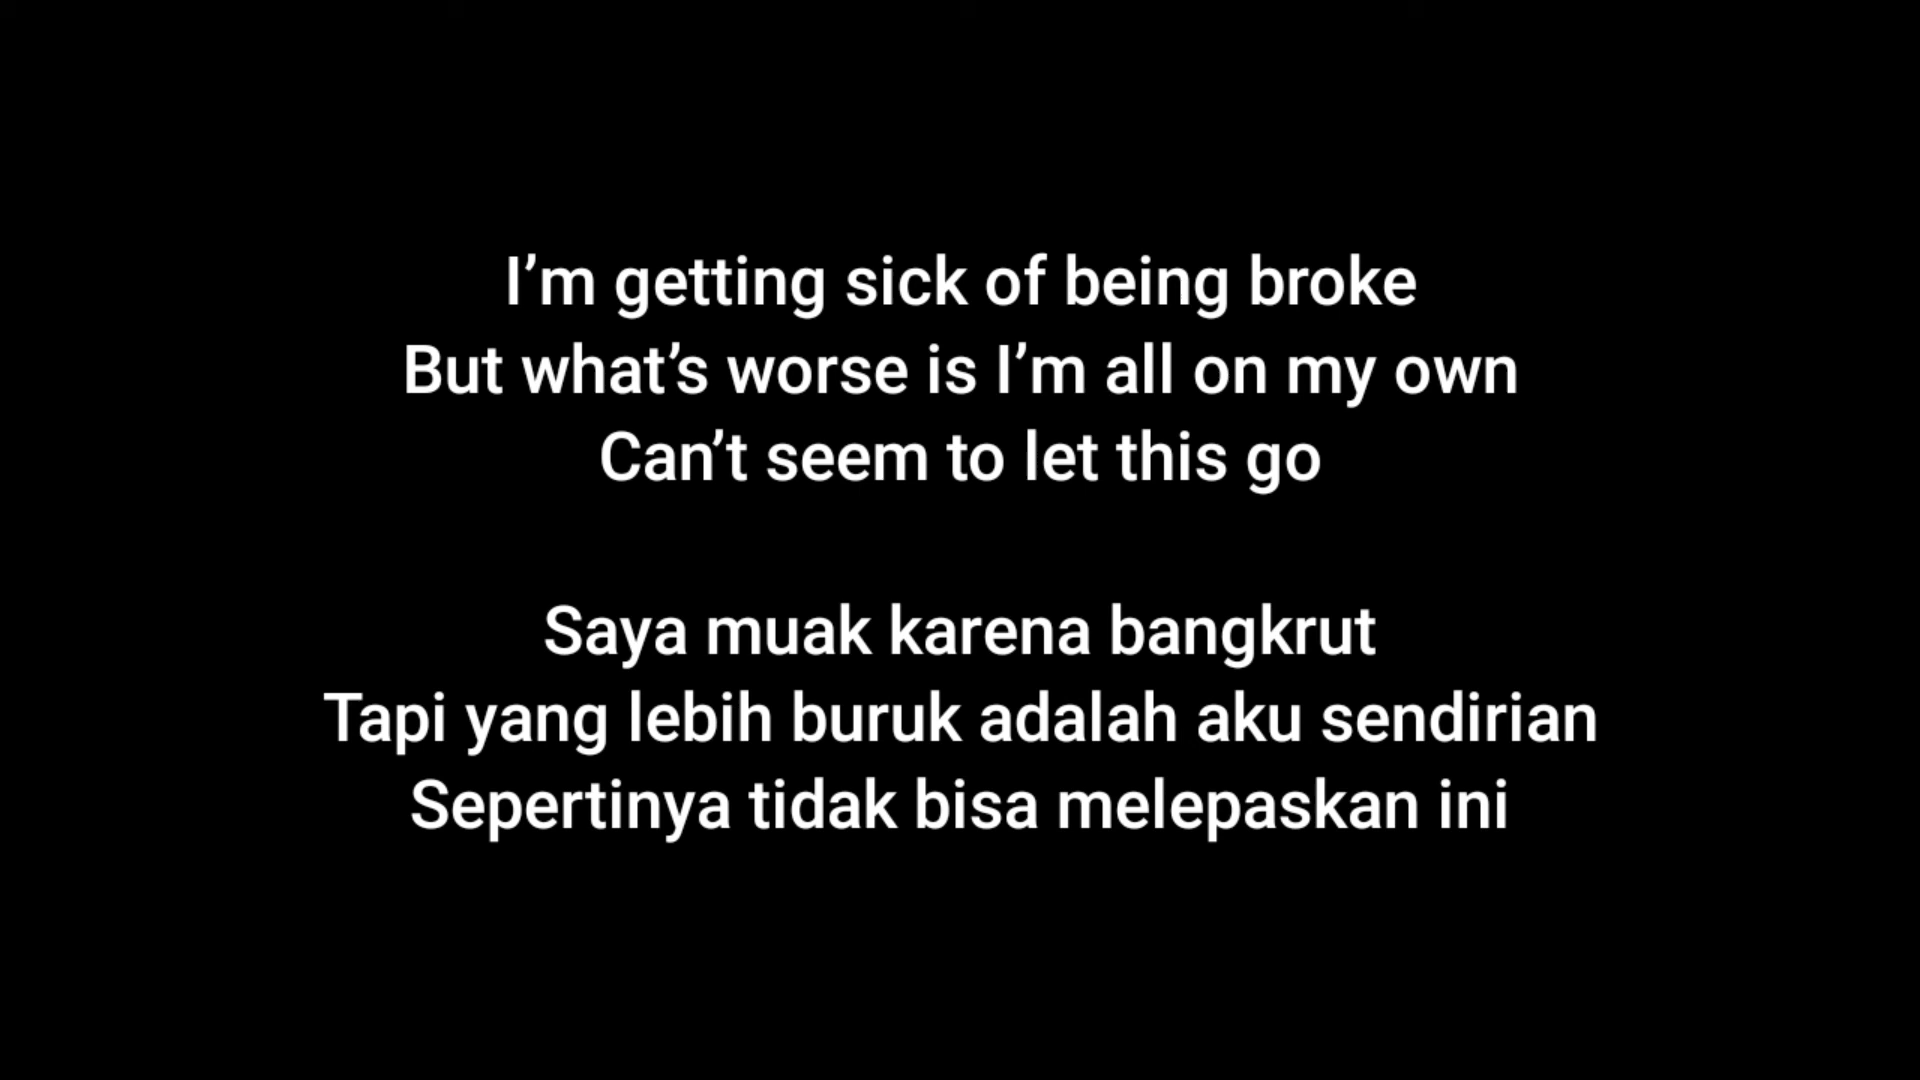 I’m getting sick of being broke
But what’s worse is I’m all on my own
Can’t seem to let this go
Saya muak karena bangkrut
Tapi yang lebih buruk adalah aku sendirian
Sepertinya tidak bisa melepaskan ini